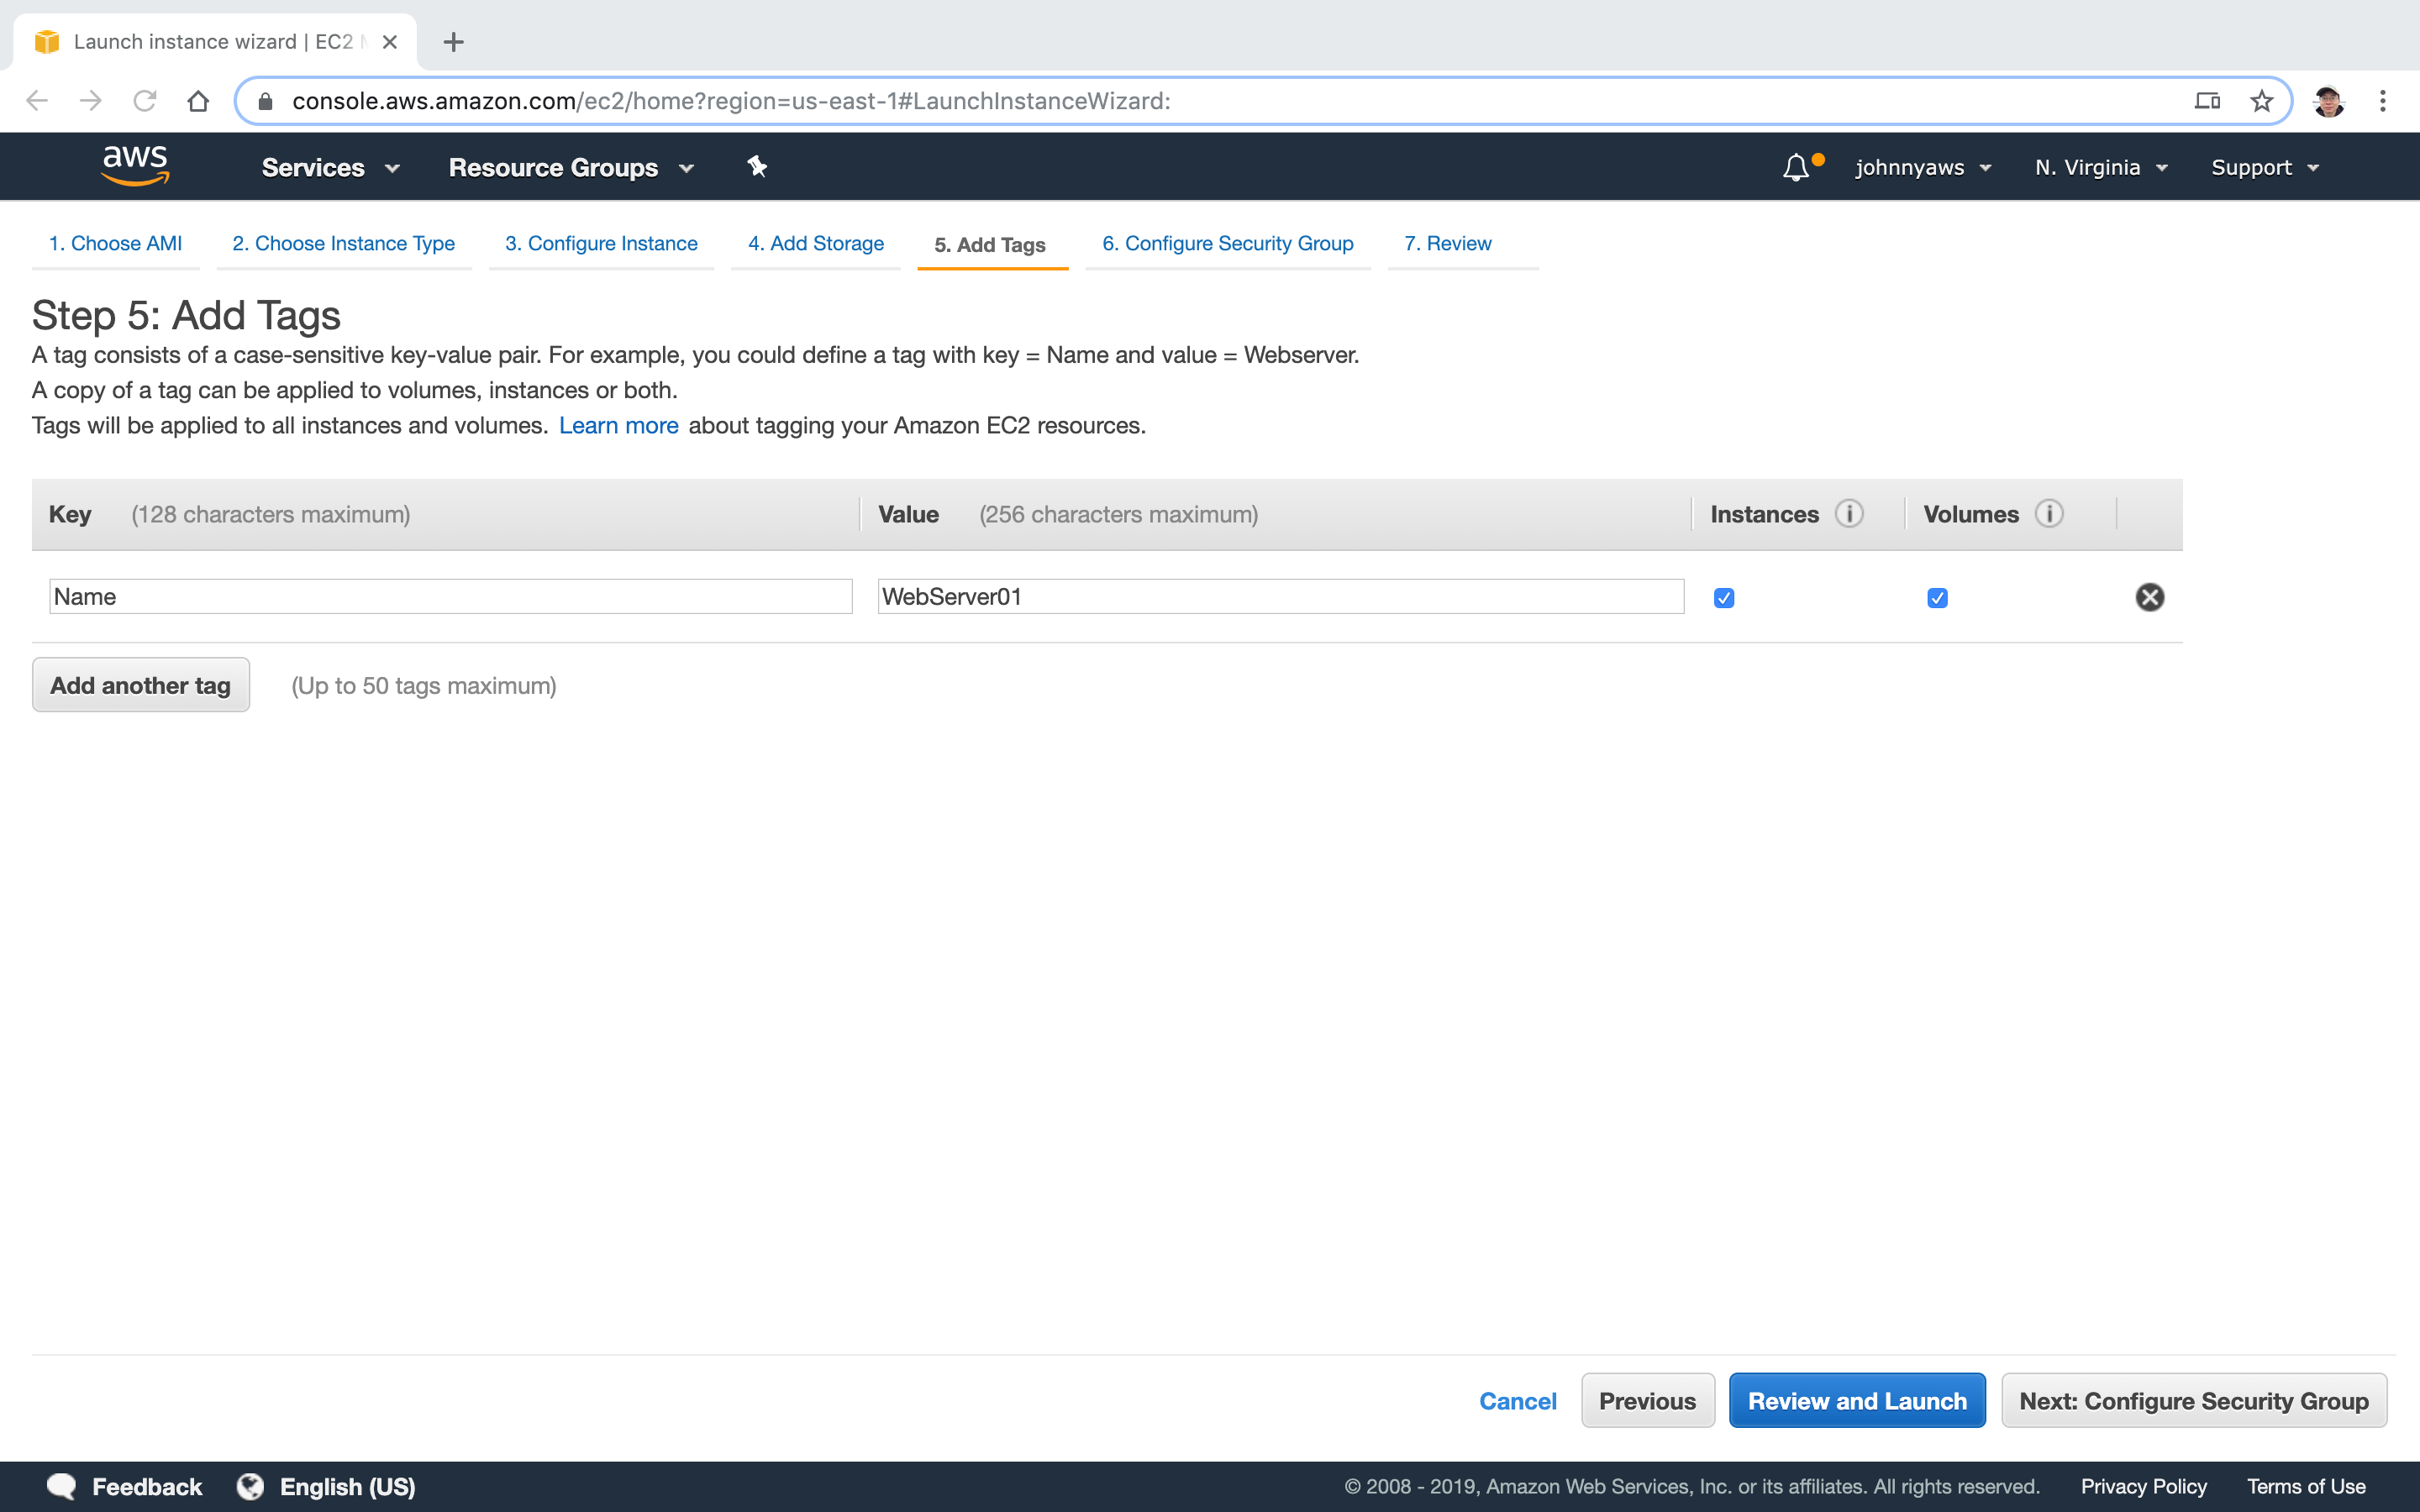 Launch instance wizard | EC2
console.aws.amazon.com/ec2/home?region=us-east-1#LaunchInstanceWizard:
aws Services Resource Groups johnnyaws N. Virginia Support
1. Choose AMI 2. Choose Instance Type 3. Configure Instance 4. Add Storage 5. Add Tags 6. Configure Security Group 7. Review
Step 5: Add Tags
A tag consists of a case-sensitive key-value pair. For example, you could define a tag with key = Name and value = Webserver.
A copy of a tag can be applied to volumes, instances or both.
Tags will be applied to all instances and volumes. Learn more about tagging your Amazon EC2 resources.
Key (128 characters maximum) Value (256 characters maximum) Instances Volumes
Name WebServer01
Add another tag (Up to 50 tags maximum)
Cancel Previous Review and Launch Next: Configure Security Group
Feedback English (US) © 2008 - 2019, Amazon Web Services, Inc. or its affiliates. All rights reserved. Privacy Policy Terms of Use